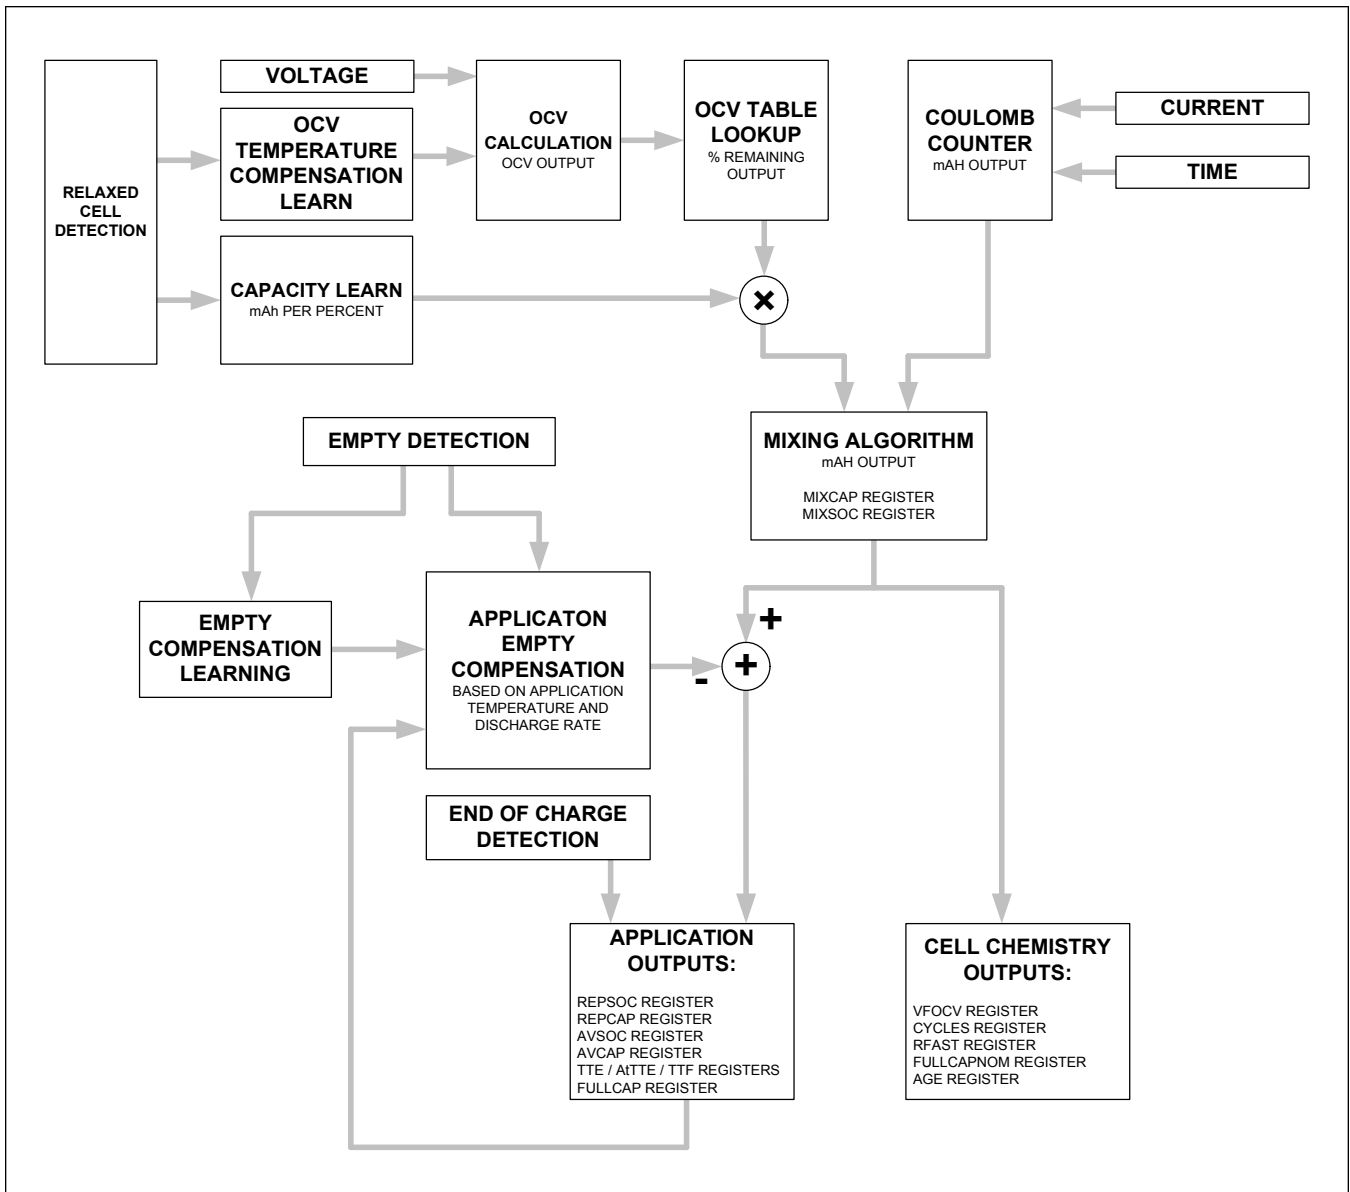 RELAXED
CELL
DETECTION
VOLTAGE
OCV
TEMPERATURE
COMPENSATION
LEARN
CAPACITY LEARN
mAh PER PERCENT
OCV
CALCULATION
OCV OUTPUT
OCV TABLE
LOOKUP
% REMAINING
OUTPUT
×
COULOMB
COUNTER
mAH OUTPUT
CURRENT
TIME
MIXING ALGORITHM
mAH OUTPUT
MIXCAP REGISTER
MIXSOC REGISTER
EMPTY DETECTION
EMPTY
COMPENSATION
LEARNING
APPLICATON
EMPTY
COMPENSATION
BASED ON APPLICATION
TEMPERATURE AND
DISCHARGE RATE
+
+
-
END OF CHARGE
DETECTION
APPLICATION
OUTPUTS:
REPSOC REGISTER
REPCAP REGISTER
AVSOC REGISTER
AVCAP REGISTER
TTE / AtTTE / TTF REGISTERS
FULLCAP REGISTER
CELL CHEMISTRY
OUTPUTS:
VFOCV REGISTER
CYCLES REGISTER
RFAST REGISTER
FULLCAPNOM REGISTER
AGE REGISTER